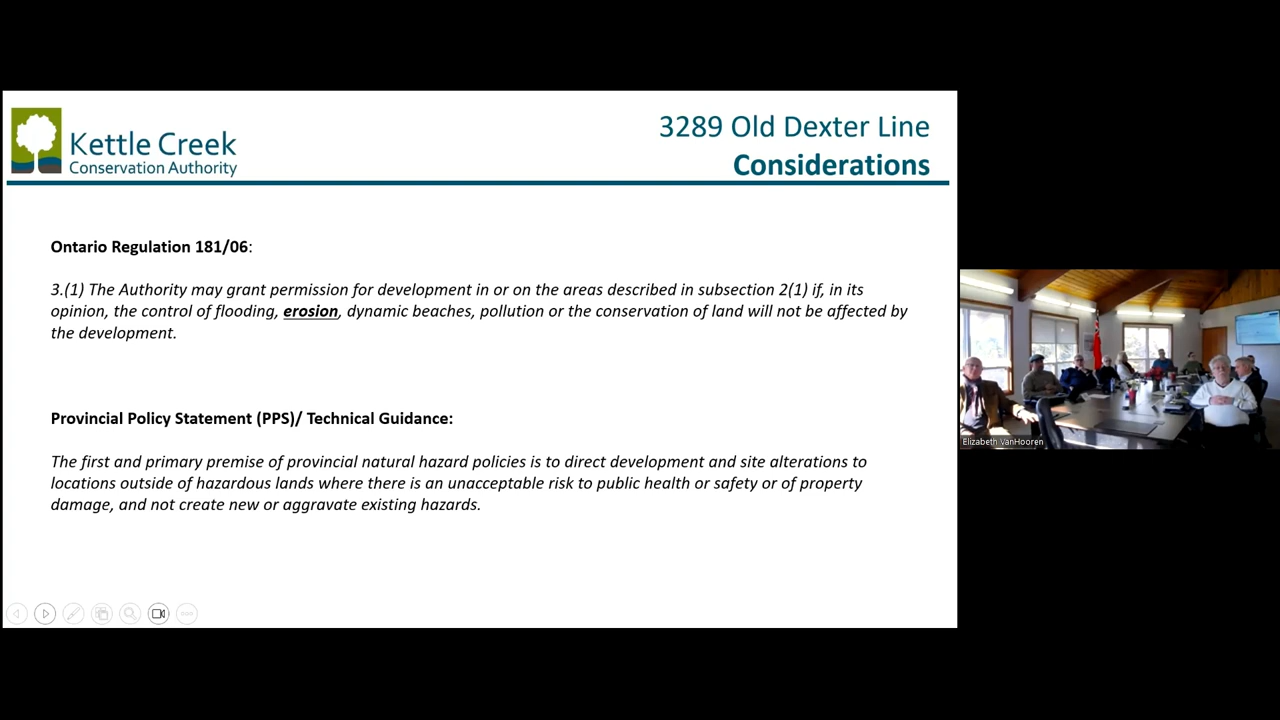 Kettle Creek
Conservation Authority
3289 Old Dexter Line
Considerations
Ontario Regulation 181/06:
3.(1) The Authority may grant permission for development in or on the areas described in subsection 2(1) if, in its
opinion, the control of flooding, erosion, dynamic beaches, pollution or the conservation of land will not be affected by
the development.
Provincial Policy Statement (PPS)/ Technical Guidance:
The first and primary premise of provincial natural hazard policies is to direct development and site alterations to
locations outside of hazardous lands where there is an unacceptable risk to public health or safety or of property
damage, and not create new or aggravate existing hazards.
Elizabeth VanHooren